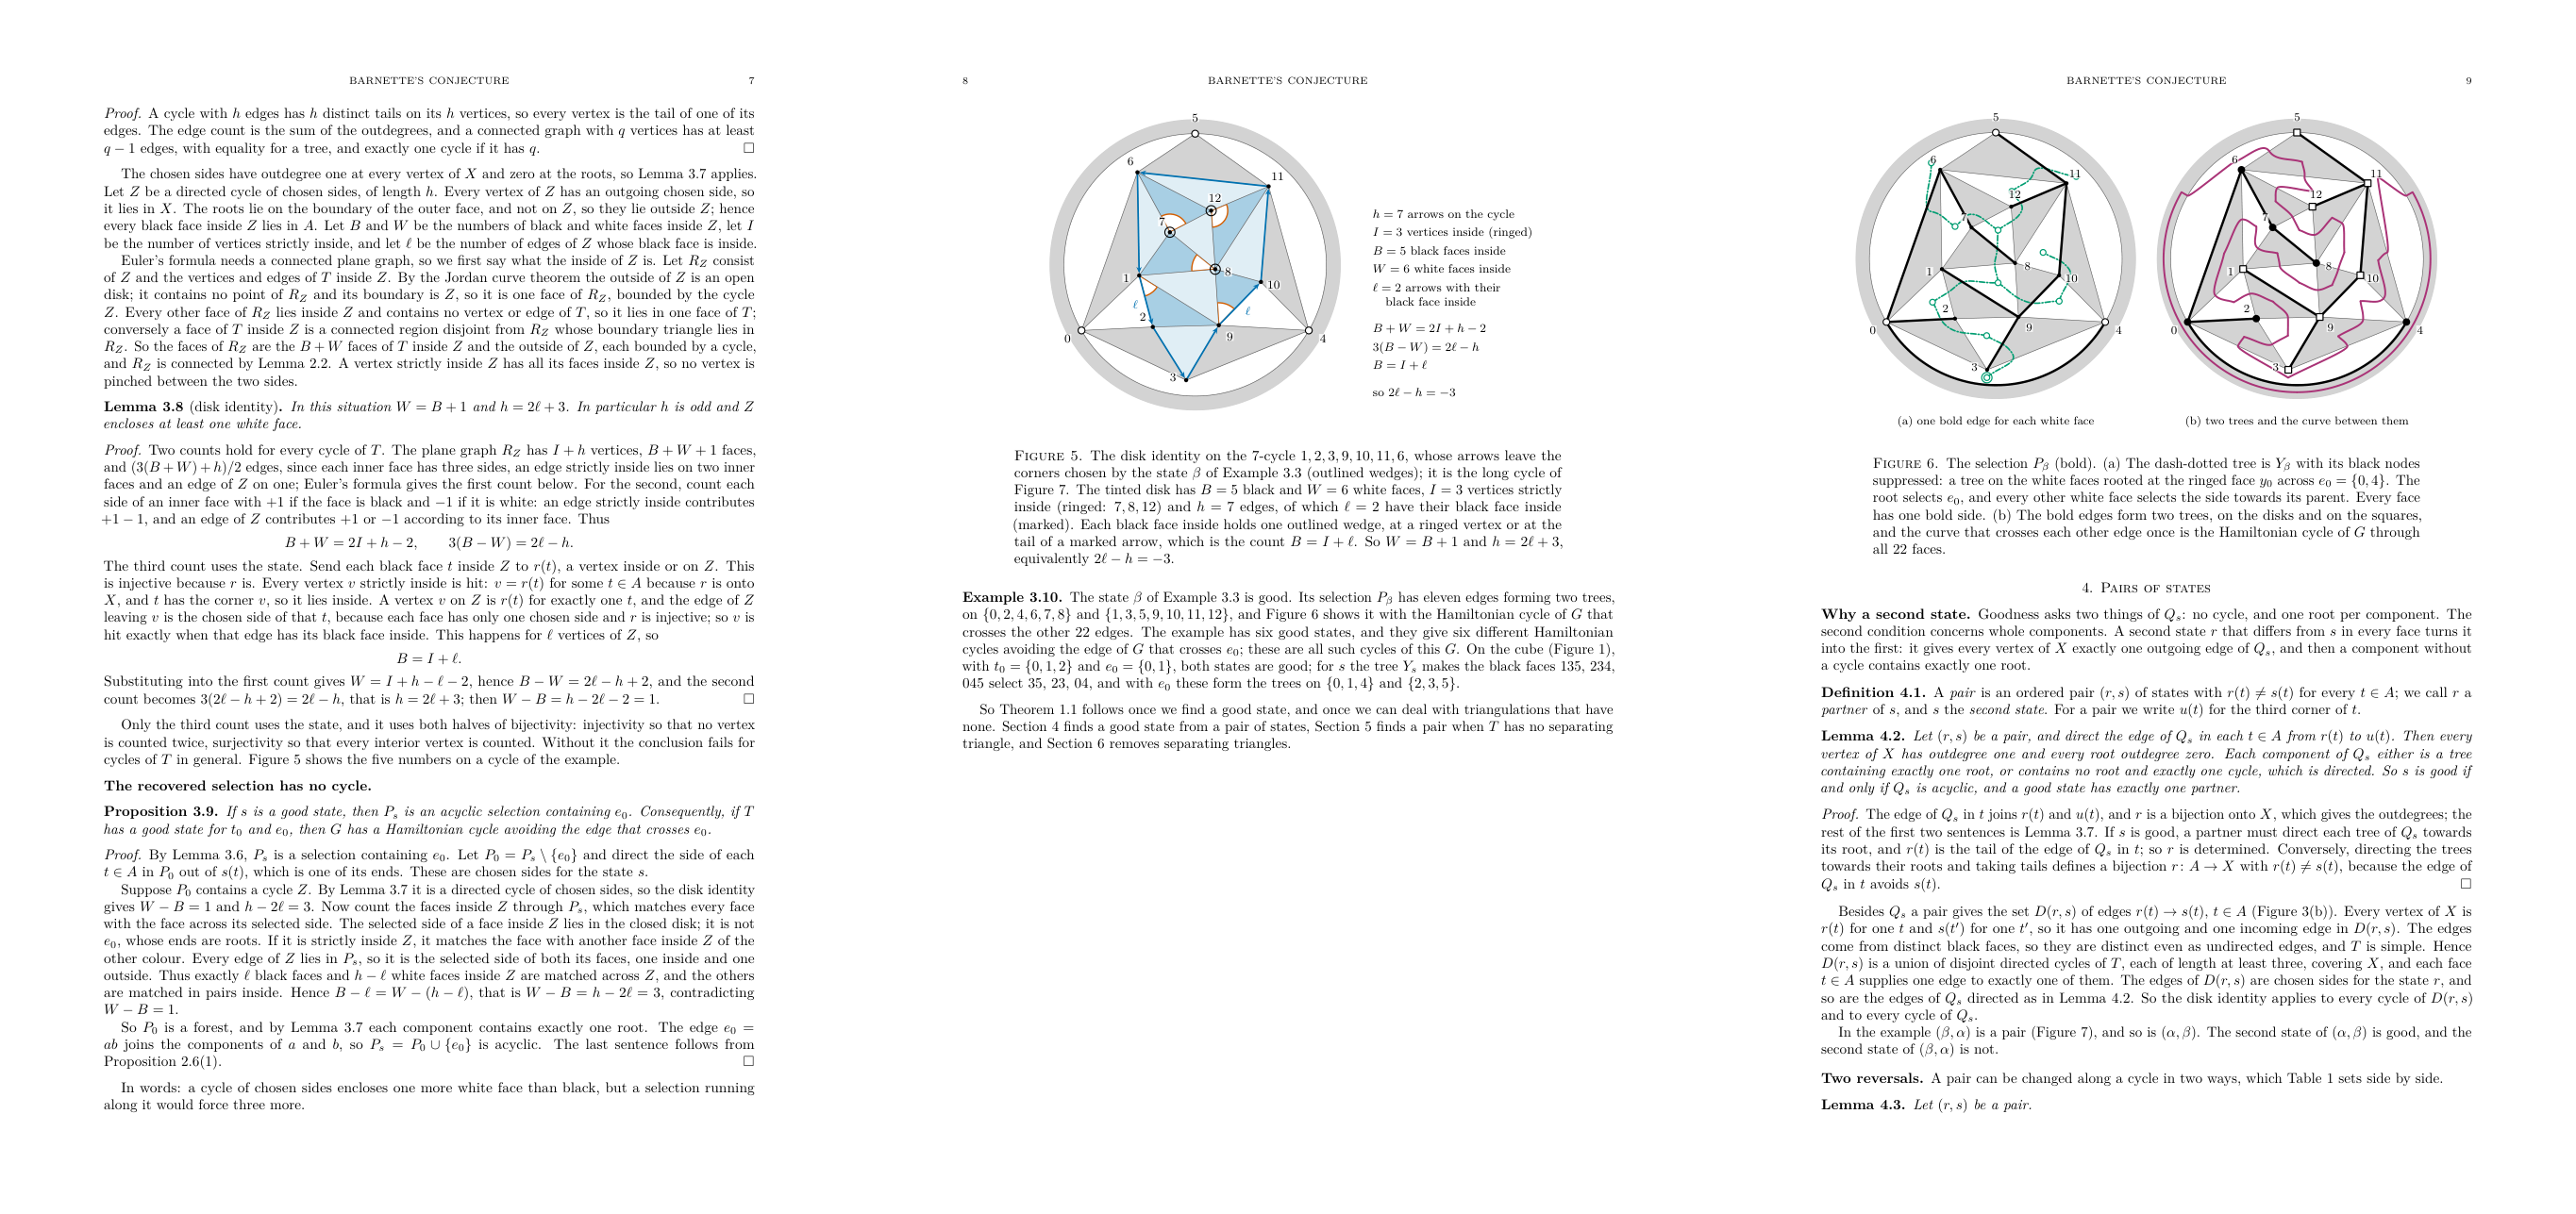 BARNETTE'S CONJECTURE 7
Proof. A cycle with h edges has h distinct tails on its h vertices, so every vertex is the tail of one of its
edges. The edge count is the sum of the outdegrees, and a connected graph with q vertices has at least
q − 1 edges, with equality for a tree, and exactly one cycle if it has q. □
The chosen sides have outdegree one at every vertex of X and zero at the roots, so Lemma 3.7 applies.
Let Z be a directed cycle of chosen sides, of length h. Every vertex of Z has an outgoing chosen side, so
it lies in X. The roots lie on the boundary of the outer face, and not on Z, so they lie outside Z; hence
every black face inside Z lies in A. Let B and W be the numbers of black and white faces inside Z, let I
be the number of vertices strictly inside, and let ℓ be the number of edges of Z whose black face is inside.
Euler's formula needs a connected plane graph, so we first say what the inside of Z is. Let R_Z consist
of Z and the vertices and edges of T inside Z. By the Jordan curve theorem the outside of Z is an open
disk; it contains no point of R_Z and its boundary is Z, so it is one face of R_Z, bounded by the cycle
Z. Every other face of R_Z lies inside Z and contains no vertex or edge of T, so it lies in one face of T;
conversely a face of T inside Z is a connected region disjoint from R_Z whose boundary triangle lies in
R_Z. So the faces of R_Z are the B + W faces of T inside Z and the outside of Z, each bounded by a cycle,
and R_Z is connected by Lemma 2.2. A vertex strictly inside Z has all its faces inside Z, so no vertex is
pinched between the two sides.
Lemma 3.8 (disk identity). In this situation W = B + 1 and h = 2ℓ + 3. In particular h is odd and Z
encloses at least one white face.
Proof. Two counts hold for every cycle of T. The plane graph R_Z has I + h vertices, B + W + 1 faces,
and (3(B + W) + h)/2 edges, since each inner face has three sides, an edge strictly inside lies on two inner
faces and an edge of Z on one; Euler's formula gives the first count below. For the second, count each
side of an inner face with +1 if the face is black and −1 if it is white: an edge strictly inside contributes
+1 − 1, and an edge of Z contributes +1 or −1 according to its inner face. Thus
B + W = 2I + h − 2, 3(B − W) = 2ℓ − h.
The third count uses the state. Send each black face t inside Z to r(t), a vertex inside or on Z. This
is injective because r is. Every vertex v strictly inside is hit: v = r(t) for some t ∈ A because r is onto
X, and t has the corner v, so it lies inside. A vertex v on Z is r(t) for exactly one t, and the edge of Z
leaving v is the chosen side of that t, because each face has only one chosen side and r is injective; so v is
hit exactly when that edge has its black face inside. This happens for ℓ vertices of Z, so
B = I + ℓ.
Substituting into the first count gives W = I + h − ℓ − 2, hence B − W = 2ℓ − h + 2, and the second
count becomes 3(2ℓ − h + 2) = 2ℓ − h, that is h = 2ℓ + 3; then W − B = h − 2ℓ − 2 = 1. □
Only the third count uses the state, and it uses both halves of bijectivity: injectivity so that no vertex
is counted twice, surjectivity so that every interior vertex is counted. Without it the conclusion fails for
cycles of T in general. Figure 5 shows the five numbers on a cycle of the example.
The recovered selection has no cycle.
Proposition 3.9. If s is a good state, then P_s is an acyclic selection containing e_0. Consequently, if T
has a good state for t_0 and e_0, then G has a Hamiltonian cycle avoiding the edge that crosses e_0.
Proof. By Lemma 3.6, P_s is a selection containing e_0. Let P_0 = P_s \ {e_0} and direct the side of each
t ∈ A in P_0 out of s(t), which is one of its ends. These are chosen sides for the state s.
Suppose P_0 contains a cycle Z. By Lemma 3.7 it is a directed cycle of chosen sides, so the disk identity
gives W − B = 1 and h − 2ℓ = 3. Now count the faces inside Z through P_s, which matches every face
with the face across its selected side. The selected side of a face inside Z lies in the closed disk; it is not
e_0, whose ends are roots. If it is strictly inside Z, it matches the face with another face inside Z of the
other colour. Every edge of Z lies in P_s, so it is the selected side of both its faces, one inside and one
outside. Thus exactly ℓ black faces and h − ℓ white faces inside Z are matched across Z, and the others
are matched in pairs inside. Hence B − ℓ = W − (h − ℓ), that is W − B = h − 2ℓ = 3, contradicting
W − B = 1.
So P_0 is a forest, and by Lemma 3.7 each component contains exactly one root. The edge e_0 =
ab joins the components of a and b, so P_s = P_0 ∪ {e_0} is acyclic. The last sentence follows from
Proposition 2.6(1). □
In words: a cycle of chosen sides encloses one more white face than black, but a selection running
along it would force three more.
8 BARNETTE'S CONJECTURE
5
6
11
12
7
1
8
10
ℓ
2
ℓ
0
9
4
3
h = 7 arrows on the cycle
I = 3 vertices inside (ringed)
B = 5 black faces inside
W = 6 white faces inside
ℓ = 2 arrows with their
black face inside
B + W = 2I + h − 2
3(B − W) = 2ℓ − h
B = I + ℓ
so 2ℓ − h = −3
Figure 5. The disk identity on the 7-cycle 1, 2, 3, 9, 10, 11, 6, whose arrows leave the
corners chosen by the state β of Example 3.3 (outlined wedges); it is the long cycle of
Figure 7. The tinted disk has B = 5 black and W = 6 white faces, I = 3 vertices strictly
inside (ringed: 7, 8, 12) and h = 7 edges, of which ℓ = 2 have their black face inside
(marked). Each black face inside holds one outlined wedge, at a ringed vertex or at the
tail of a marked arrow, which is the count B = I + ℓ. So W = B + 1 and h = 2ℓ + 3,
equivalently 2ℓ − h = −3.
Example 3.10. The state β of Example 3.3 is good. Its selection P_β has eleven edges forming two trees,
on {0, 2, 4, 6, 7, 8} and {1, 3, 5, 9, 10, 11, 12}, and Figure 6 shows it with the Hamiltonian cycle of G that
crosses the other 22 edges. The example has six good states, and they give six different Hamiltonian
cycles avoiding the edge of G that crosses e_0; these are all such cycles of this G. On the cube (Figure 1),
with t_0 = {0, 1, 2} and e_0 = {0, 1}, both states are good; for s the tree Y_s makes the black faces 135, 234,
045 select 35, 23, 04, and with e_0 these form the trees on {0, 1, 4} and {2, 3, 5}.
So Theorem 1.1 follows once we find a good state, and once we can deal with triangulations that have
none. Section 4 finds a good state from a pair of states, Section 5 finds a pair when T has no separating
triangle, and Section 6 removes separating triangles.
BARNETTE'S CONJECTURE 9
5
6
11
12
7
1
8
10
2
0
9
4
3
(a) one bold edge for each white face
5
6
11
12
7
1
8
10
2
0
9
4
3
(b) two trees and the curve between them
Figure 6. The selection P_β (bold). (a) The dash-dotted tree is Y_β with its black nodes
suppressed: a tree on the white faces rooted at the ringed face y_0 across e_0 = {0, 4}. The
root selects e_0, and every other white face selects the side towards its parent. Every face
has one bold side. (b) The bold edges form two trees, on the disks and on the squares,
and the curve that crosses each other edge once is the Hamiltonian cycle of G through
all 22 faces.
4. Pairs of states
Why a second state. Goodness asks two things of Q_s: no cycle, and one root per component. The
second condition concerns whole components. A second state r that differs from s in every face turns it
into the first: it gives every vertex of X exactly one outgoing edge of Q_s, and then a component without
a cycle contains exactly one root.
Definition 4.1. A pair is an ordered pair (r, s) of states with r(t) ≠ s(t) for every t ∈ A; we call r a
partner of s, and s the second state. For a pair we write u(t) for the third corner of t.
Lemma 4.2. Let (r, s) be a pair, and direct the edge of Q_s in each t ∈ A from r(t) to u(t). Then every
vertex of X has outdegree one and every root outdegree zero. Each component of Q_s either is a tree
containing exactly one root, or contains no root and exactly one cycle, which is directed. So s is good if
and only if Q_s is acyclic, and a good state has exactly one partner.
Proof. The edge of Q_s in t joins r(t) and u(t), and r is a bijection onto X, which gives the outdegrees; the
rest of the first two sentences is Lemma 3.7. If s is good, a partner must direct each tree of Q_s towards
its root, and r(t) is the tail of the edge of Q_s in t; so r is determined. Conversely, directing the trees
towards their roots and taking tails defines a bijection r: A → X with r(t) ≠ s(t), because the edge of
Q_s in t avoids s(t). □
Besides Q_s a pair gives the set D(r, s) of edges r(t) → s(t), t ∈ A (Figure 3(b)). Every vertex of X is
r(t) for one t and s(t′) for one t′, so it has one outgoing and one incoming edge in D(r, s). The edges
come from distinct black faces, so they are distinct even as undirected edges, and T is simple. Hence
D(r, s) is a union of disjoint directed cycles of T, each of length at least three, covering X, and each face
t ∈ A supplies one edge to exactly one of them. The edges of D(r, s) are chosen sides for the state r, and
so are the edges of Q_s directed as in Lemma 4.2. So the disk identity applies to every cycle of D(r, s)
and to every cycle of Q_s.
In the example (β, α) is a pair (Figure 7), and so is (α, β). The second state of (α, β) is good, and the
second state of (β, α) is not.
Two reversals. A pair can be changed along a cycle in two ways, which Table 1 sets side by side.
Lemma 4.3. Let (r, s) be a pair.